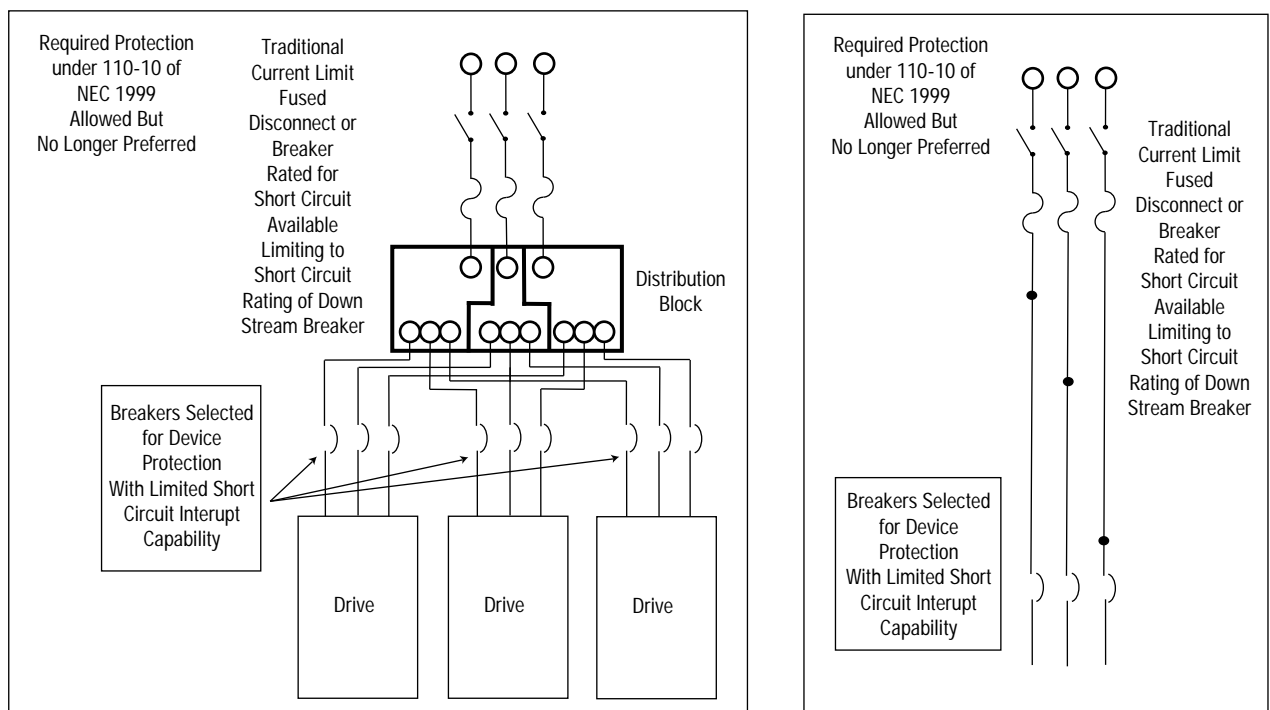 Required Protection
under 110-10 of
NEC 1999
Allowed But
No Longer Preferred
Traditional
Current Limit
Fused
Disconnect or
Breaker
Rated for
Short Circuit
Available
Limiting to
Short Circuit
Rating of Down
Stream Breaker
Distribution
Block
Breakers Selected
for Device
Protection
With Limited Short
Circuit Interupt
Capability
Drive
Drive
Drive
Required Protection
under 110-10 of
NEC 1999
Allowed But
No Longer Preferred
Traditional
Current Limit
Fused
Disconnect or
Breaker
Rated for
Short Circuit
Available
Limiting to
Short Circuit
Rating of Down
Stream Breaker
Breakers Selected
for Device
Protection
With Limited Short
Circuit Interupt
Capability